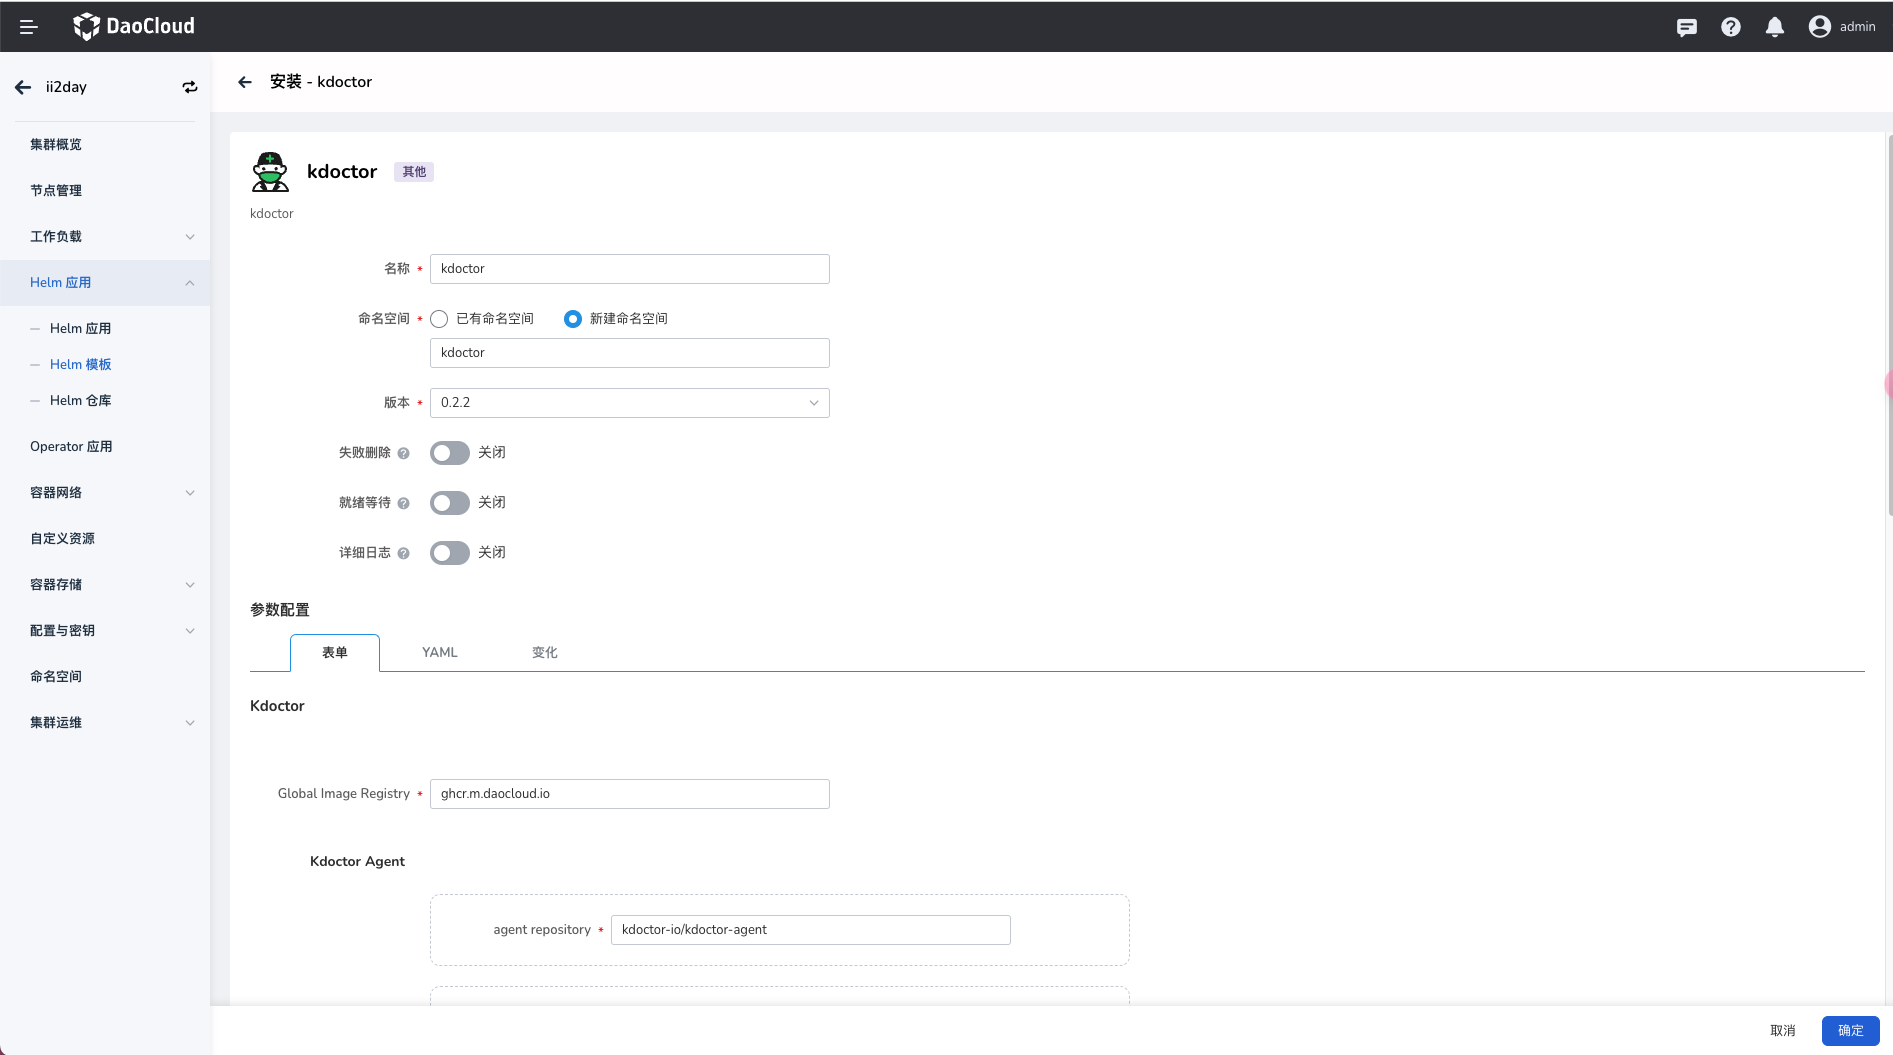 DaoCloud
admin
ii2day
集群概览
节点管理
工作负载
Helm 应用
Helm 应用
Helm 模板
Helm 仓库
Operator 应用
容器网络
自定义资源
容器存储
配置与密钥
命名空间
集群运维
安装 - kdoctor
kdoctor 其他
kdoctor
名称 * kdoctor
命名空间 * 已有命名空间 新建命名空间
kdoctor
版本 * 0.2.2
失败删除 ? 关闭
就绪等待 ? 关闭
详细日志 ? 关闭
参数配置
表单 YAML 变化
Kdoctor
Global Image Registry * ghcr.m.daocloud.io
Kdoctor Agent
agent repository * kdoctor-io/kdoctor-agent
取消 确定